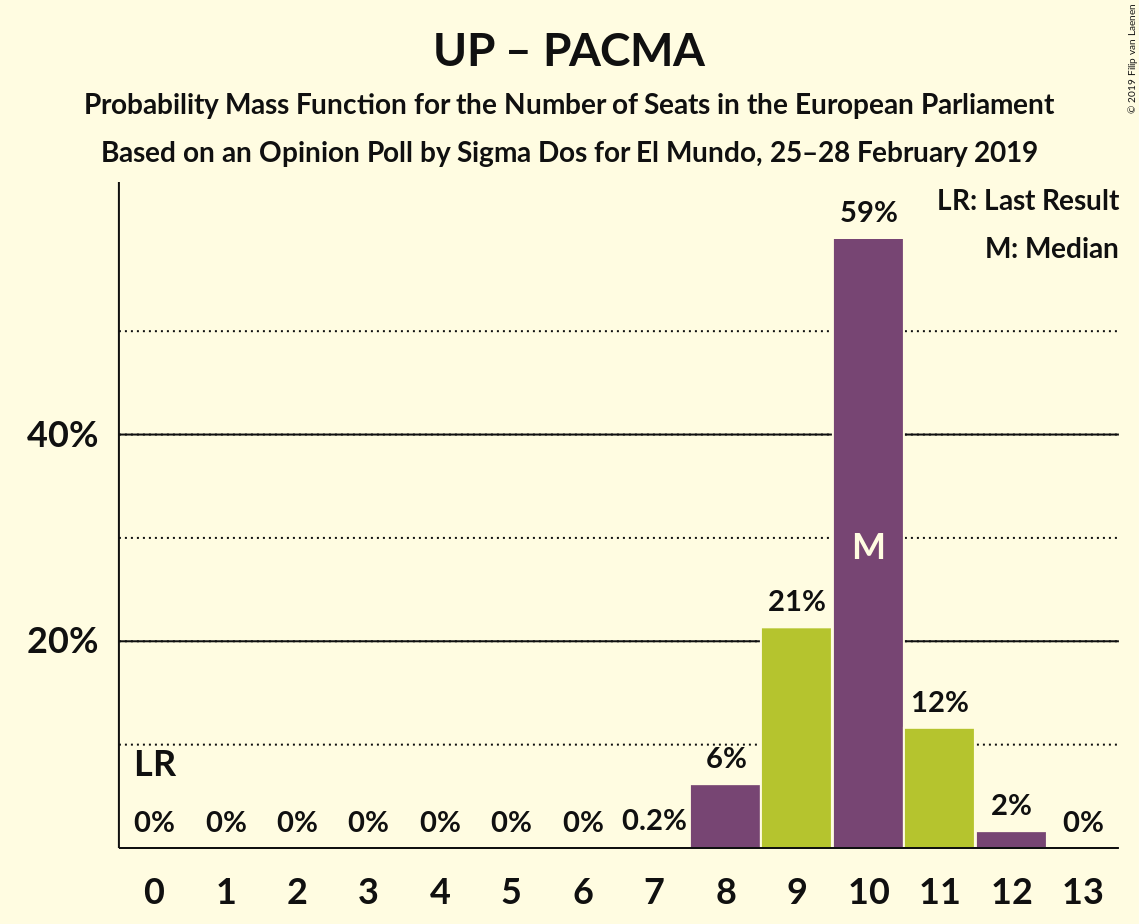 UP – PACMA
Probability Mass Function for the Number of Seats in the European Parliament
Based on an Opinion Poll by Sigma Dos for El Mundo, 25–28 February 2019
© 2019 Filip van Laenen
LR: Last Result
M: Median
59%
40%
M
21%
20%
12%
LR
6%
2%
0% 0% 0% 0% 0% 0% 0% 0.2% 0%
0 1 2 3 4 5 6 7 8 9 10 11 12 13